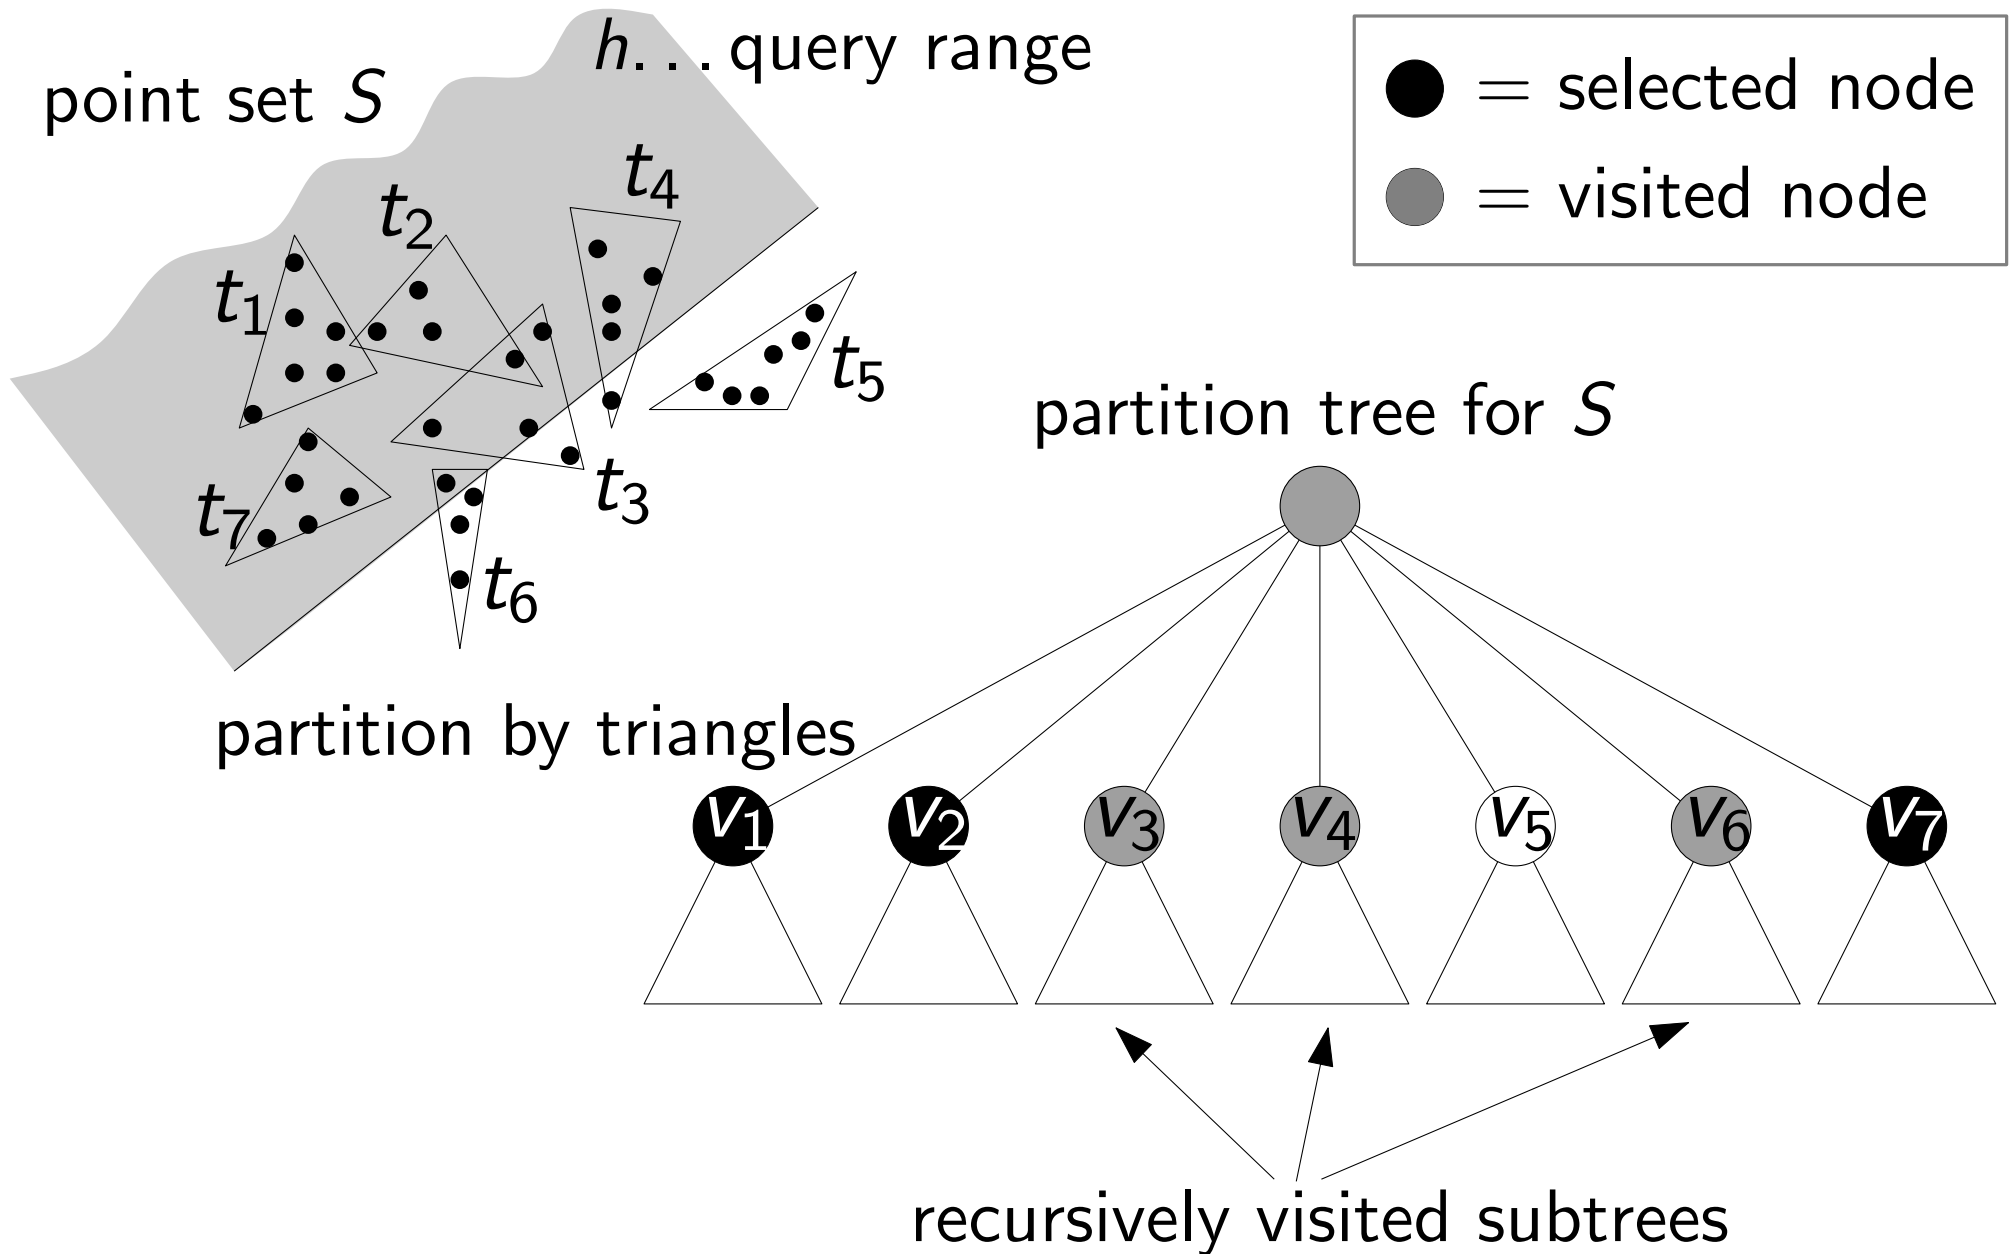 point set S
h... query range
= selected node
= visited node
t1
t2
t3
t4
t5
t6
t7
partition by triangles
partition tree for S
v1
v2
v3
v4
v5
v6
v7
recursively visited subtrees